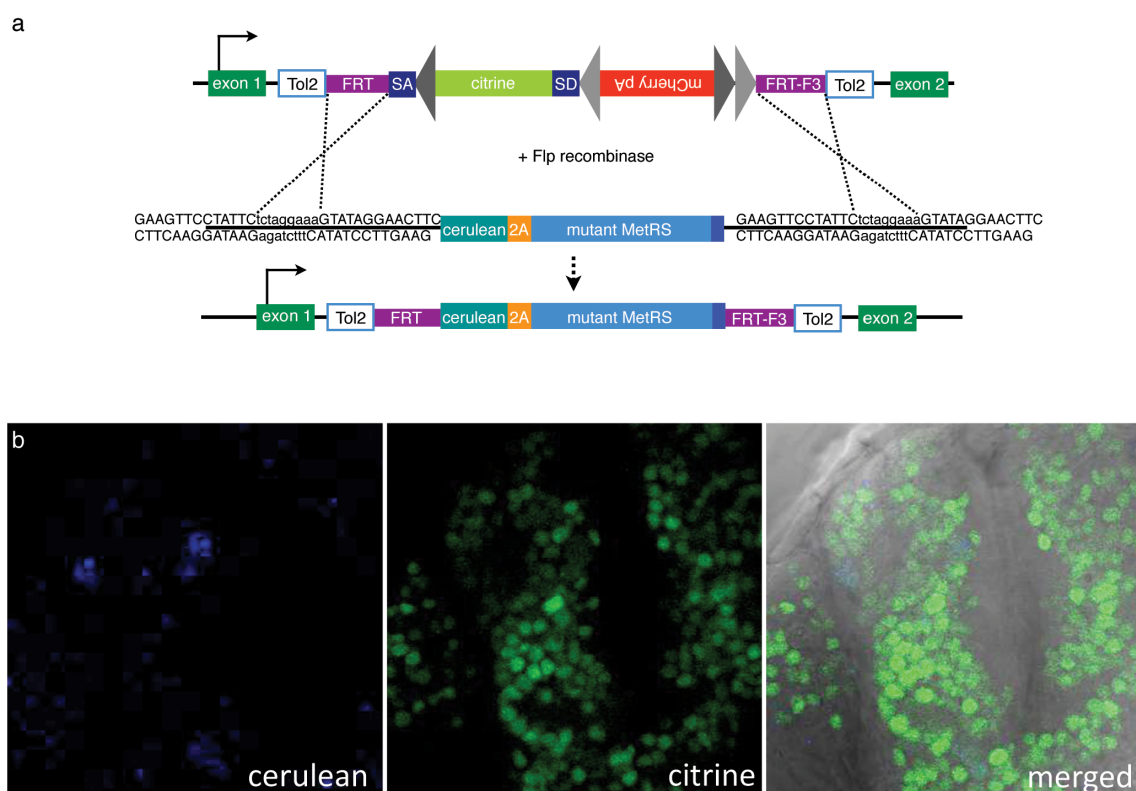 a
exon 1 Tol2 FRT SA citrine SD mCherry pA FRT-F3 Tol2 exon 2
+ Flp recombinase
GAAGTTCCTATTCtctaggaaaGTATAGGAACTTC GAAGTTCCTATTCtctaggaaaGTATAGGAACTTC
cerulean 2A mutant MetRS
CTTCAAGGATAAGagatctttCATATCCTTGAAG CTTCAAGGATAAGagatctttCATATCCTTGAAG
exon 1 Tol2 FRT cerulean 2A mutant MetRS FRT-F3 Tol2 exon 2
b
cerulean citrine merged